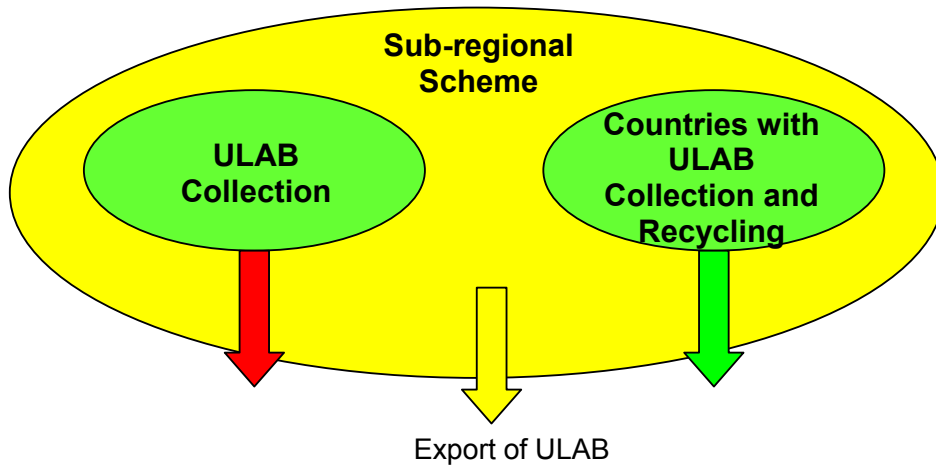 Sub-regional
Scheme
ULAB
Collection
Countries with
ULAB
Collection and
Recycling
Export of ULAB